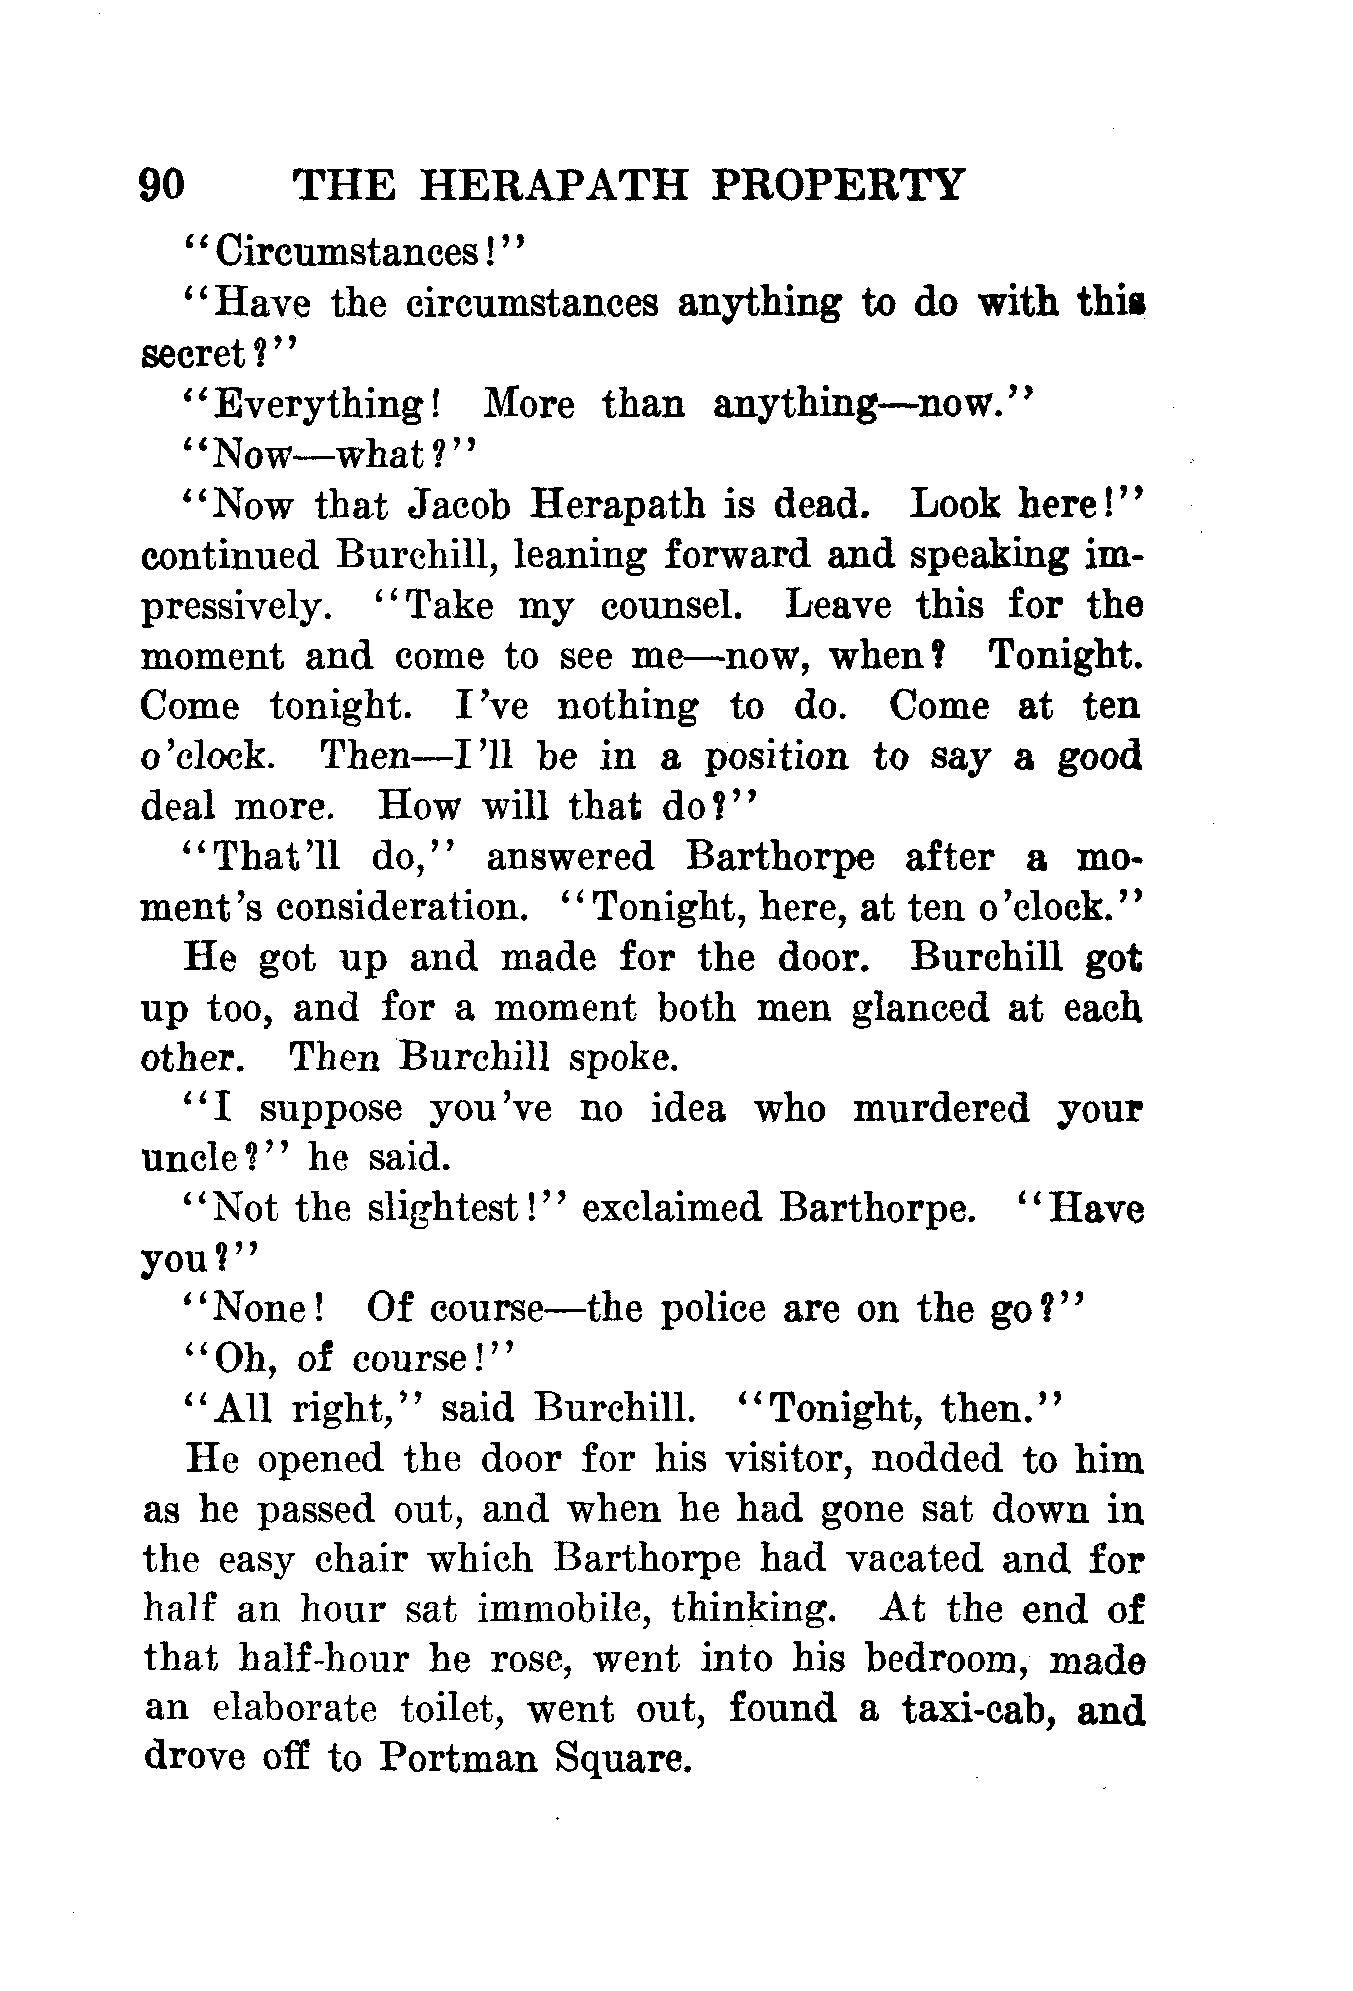 90 THE HERAPATH PROPERTY
"Circumstances!"
"Have the circumstances anything to do with this
secret?"
"Everything! More than anything—now."
"Now—what?"
"Now that Jacob Herapath is dead. Look here!"
continued Burchill, leaning forward and speaking im-
pressively. "Take my counsel. Leave this for the
moment and come to see me—now, when? Tonight.
Come tonight. I've nothing to do. Come at ten
o'clock. Then—I'll be in a position to say a good
deal more. How will that do?"
"That'll do," answered Barthorpe after a mo-
ment's consideration. "Tonight, here, at ten o'clock."
He got up and made for the door. Burchill got
up too, and for a moment both men glanced at each
other. Then Burchill spoke.
"I suppose you've no idea who murdered your
uncle?" he said.
"Not the slightest!" exclaimed Barthorpe. "Have
you?"
"None! Of course—the police are on the go?"
"Oh, of course!"
"All right," said Burchill. "Tonight, then."
He opened the door for his visitor, nodded to him
as he passed out, and when he had gone sat down in
the easy chair which Barthorpe had vacated and for
half an hour sat immobile, thinking. At the end of
that half-hour he rose, went into his bedroom, made
an elaborate toilet, went out, found a taxi-cab, and
drove off to Portman Square.